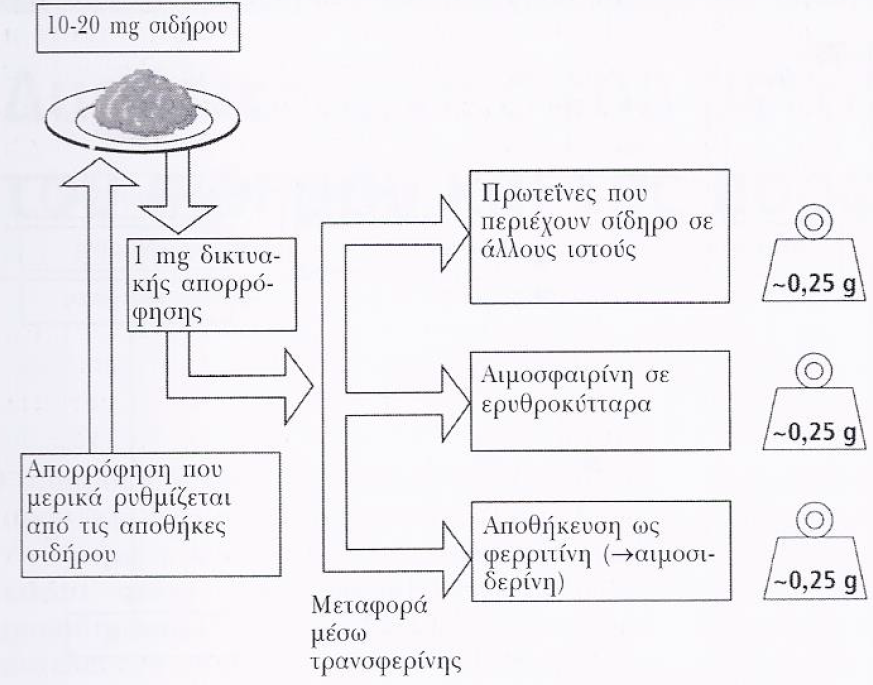 10-20 mg σιδήρου
1 mg δικτυα-
κής απορρό-
φησης
Απορρόφηση που
μερικά ρυθμίζεται
από τις αποθήκες
σιδήρου
Μεταφορά
μέσω
τρανσφερίνης
Πρωτεΐνες που
περιέχουν σίδηρο σε
άλλους ιστούς
~0,25 g
Αιμοσφαιρίνη σε
ερυθροκύτταρα
~0,25 g
Αποθήκευση ως
φερριτίνη (→αιμοσι-
δερίνη)
~0,25 g